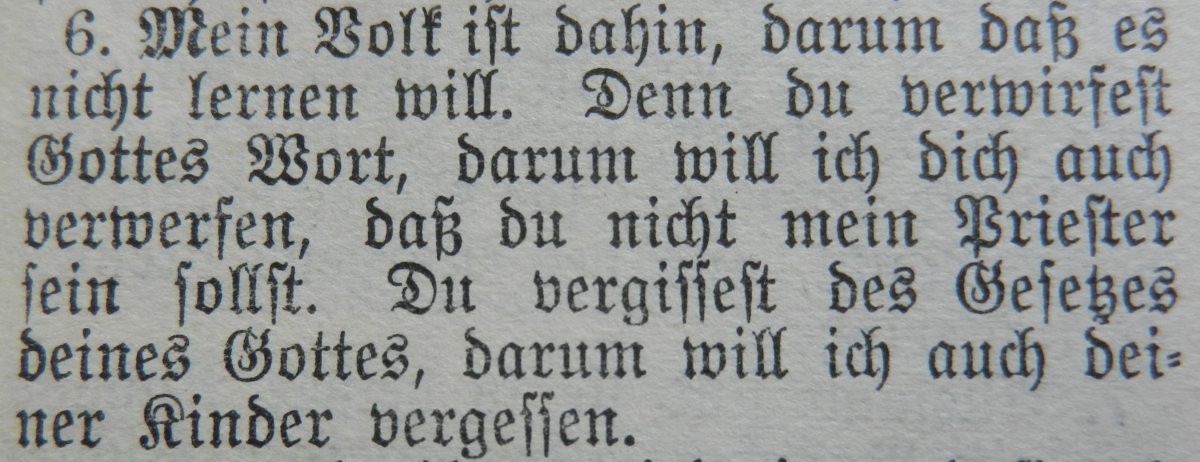 6. Mein Volk ist dahin, darum daß es
nicht lernen will. Denn du verwirfest
Gottes Wort, darum will ich dich auch
verwerfen, daß du nicht mein Priester
sein sollst. Du vergissest des Gesetzes
deines Gottes, darum will ich auch dei-
ner Kinder vergessen.